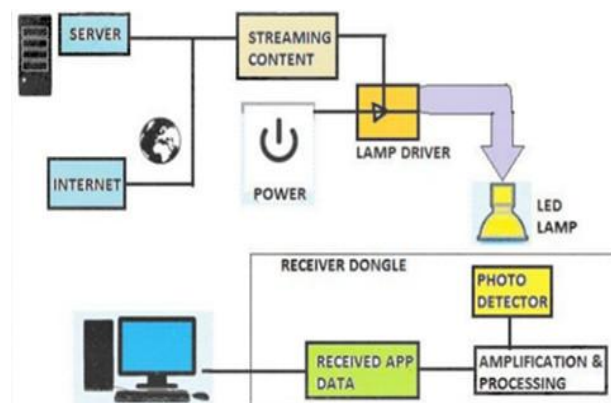 SERVER
STREAMING
CONTENT
LAMP DRIVER
POWER
INTERNET
LED
LAMP
RECEIVER DONGLE
PHOTO
DETECTOR
RECEIVED APP
DATA
AMPLIFICATION &
PROCESSING